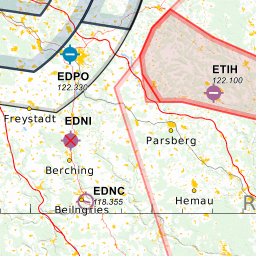 ETIH
EDPO
122.100
122.330
Freystadt
EDNI
Parsberg
Berching
EDNC
118.355
Beilngries
Hemau
R